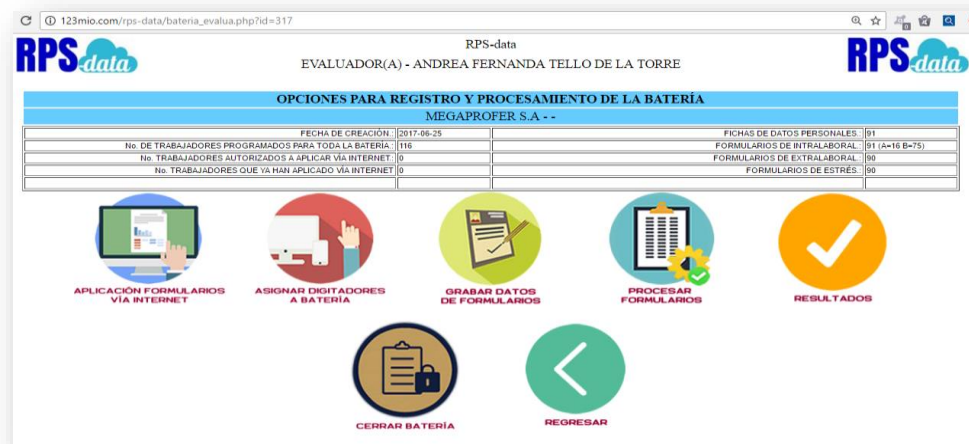 123mio.com/rps-data/bateria_evalua.php?id=317
RPS data
RPS-data
RPS data
EVALUADOR(A) - ANDREA FERNANDA TELLO DE LA TORRE
OPCIONES PARA REGISTRO Y PROCESAMIENTO DE LA BATERÍA
MEGAPROFER S.A - -
FECHA DE CREACIÓN.: 2017-06-25 FICHAS DE DATOS PERSONALES.: 91
No. DE TRABAJADORES PROGRAMADOS PARA TODA LA BATERÍA.: 116 FORMULARIOS DE INTRALABORAL.: 91 (A=16 B=75)
No. TRABAJADORES AUTORIZADOS A APLICAR VÍA INTERNET.: 0 FORMULARIOS DE EXTRALABORAL.: 90
No. TRABAJADORES QUE YA HAN APLICADO VÍA INTERNET 0 FORMULARIOS DE ESTRÉS.: 90
APLICACIÓN FORMULARIOS
VÍA INTERNET
ASIGNAR DIGITADORES
A BATERÍA
GRABAR DATOS
DE FORMULARIOS
PROCESAR
FORMULARIOS
RESULTADOS
CERRAR BATERÍA
REGRESAR